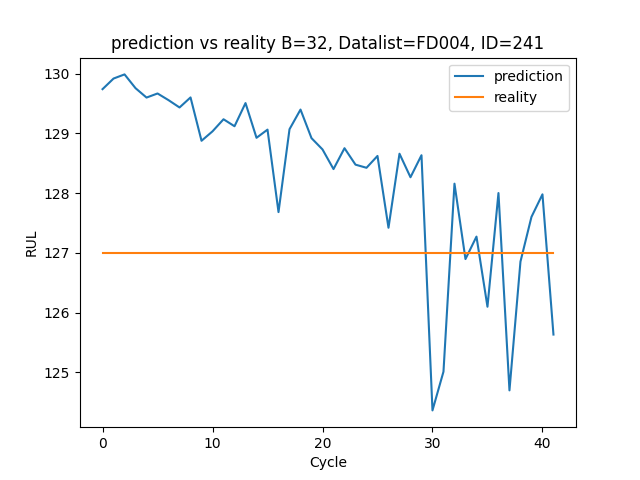 prediction vs reality B=32, Datalist=FD004, ID=241
prediction
reality
130
129
128
127
126
125
RUL
0 10 20 30 40
Cycle